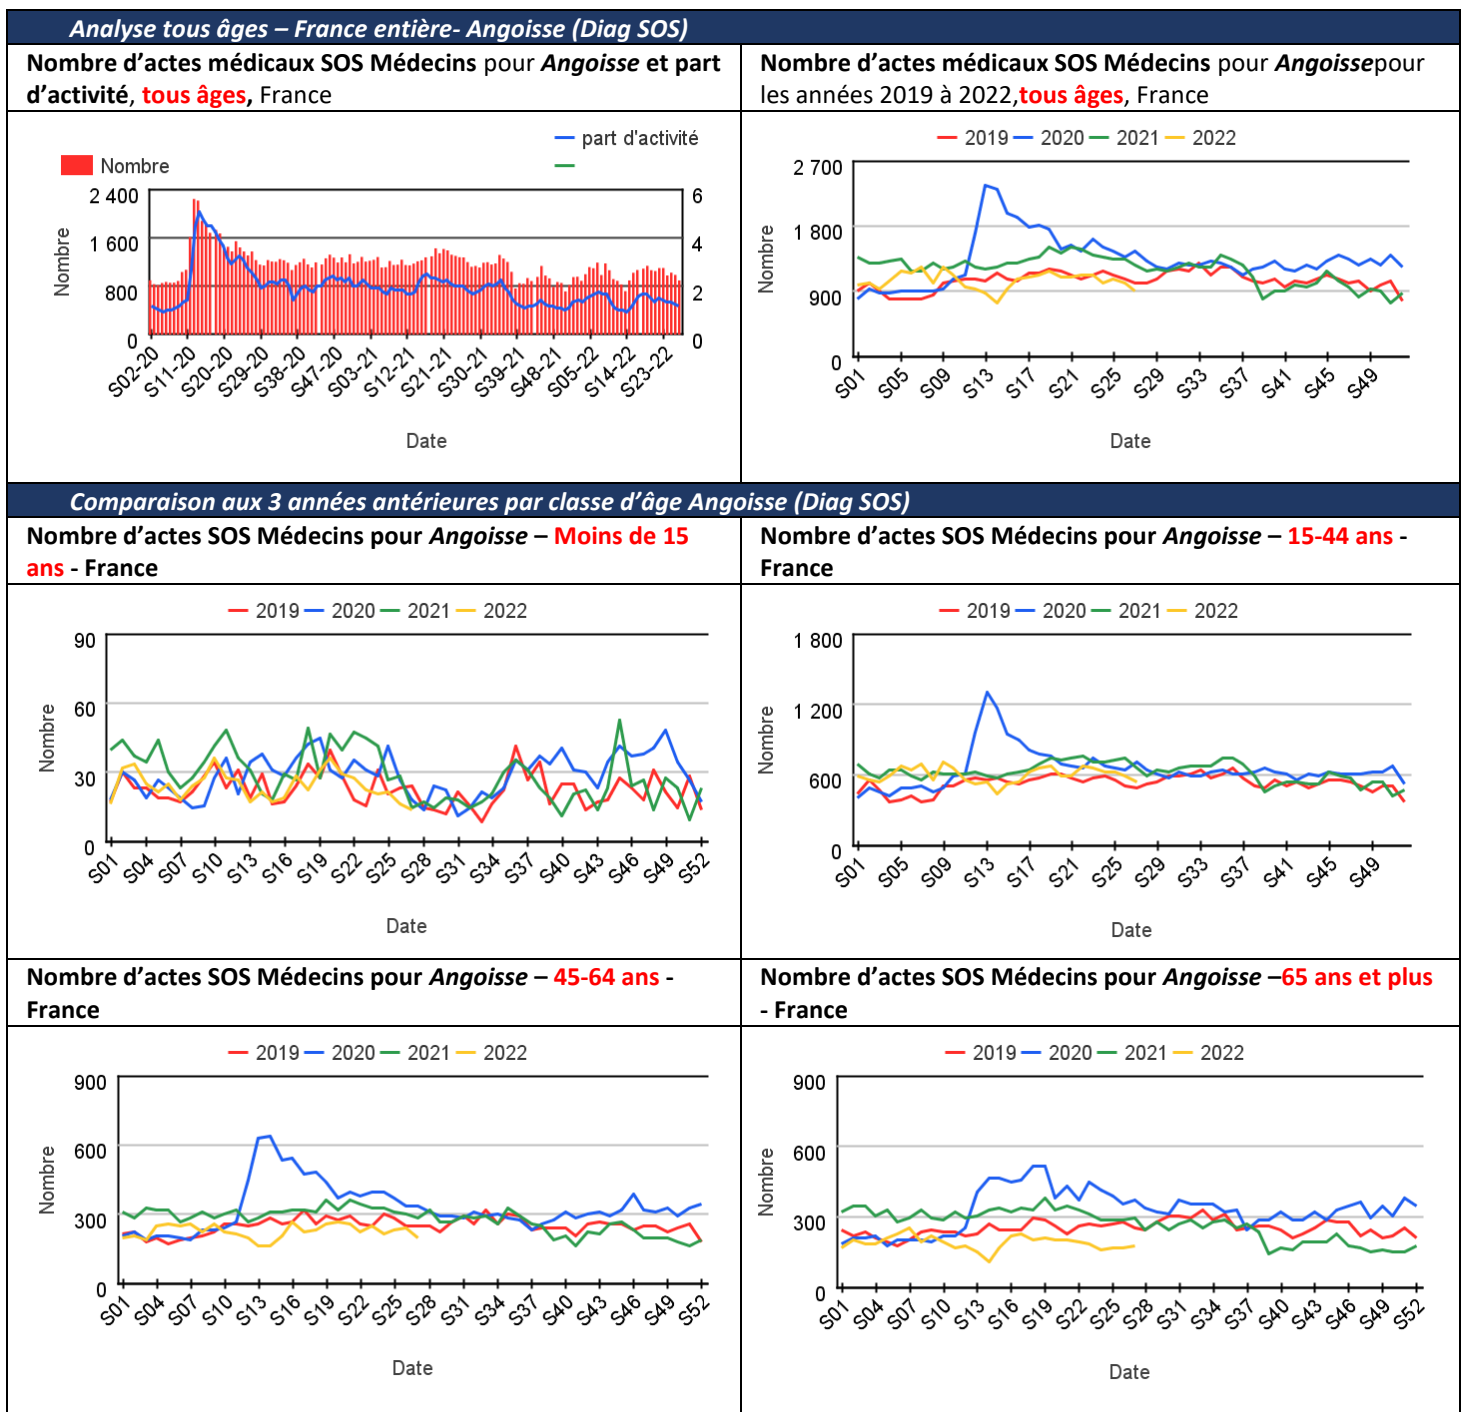 Analyse tous âges – France entière- Angoisse (Diag SOS)
Nombre d'actes médicaux SOS Médecins pour Angoisse et part
d'activité, tous âges, France
Nombre d'actes médicaux SOS Médecins pour Angoissepour
les années 2019 à 2022,tous âges, France
part d'activité
Nombre
2 400
1 600
800
0
6
4
2
0
Nombre
S02-20 S11-20 S20-20 S29-20 S38-20 S47-20 S03-21 S12-21 S21-21 S30-21 S39-21 S48-21 S05-22 S14-22 S23-22
Date
2019 2020 2021 2022
2 700
1 800
900
0
Nombre
S01 S05 S09 S13 S17 S21 S25 S29 S33 S37 S41 S45 S49
Date
Comparaison aux 3 années antérieures par classe d'âge Angoisse (Diag SOS)
Nombre d'actes SOS Médecins pour Angoisse – Moins de 15
ans - France
Nombre d'actes SOS Médecins pour Angoisse – 15-44 ans -
France
2019 2020 2021 2022
90
60
30
0
Nombre
S01 S04 S07 S10 S13 S16 S19 S22 S25 S28 S31 S34 S37 S40 S43 S46 S49 S52
Date
2019 2020 2021 2022
1 800
1 200
600
0
Nombre
S01 S05 S09 S13 S17 S21 S25 S29 S33 S37 S41 S45 S49
Date
Nombre d'actes SOS Médecins pour Angoisse – 45-64 ans -
France
Nombre d'actes SOS Médecins pour Angoisse –65 ans et plus
- France
2019 2020 2021 2022
900
600
300
0
Nombre
S01 S04 S07 S10 S13 S16 S19 S22 S25 S28 S31 S34 S37 S40 S43 S46 S49 S52
Date
2019 2020 2021 2022
900
600
300
0
Nombre
S01 S04 S07 S10 S13 S16 S19 S22 S25 S28 S31 S34 S37 S40 S43 S46 S49 S52
Date